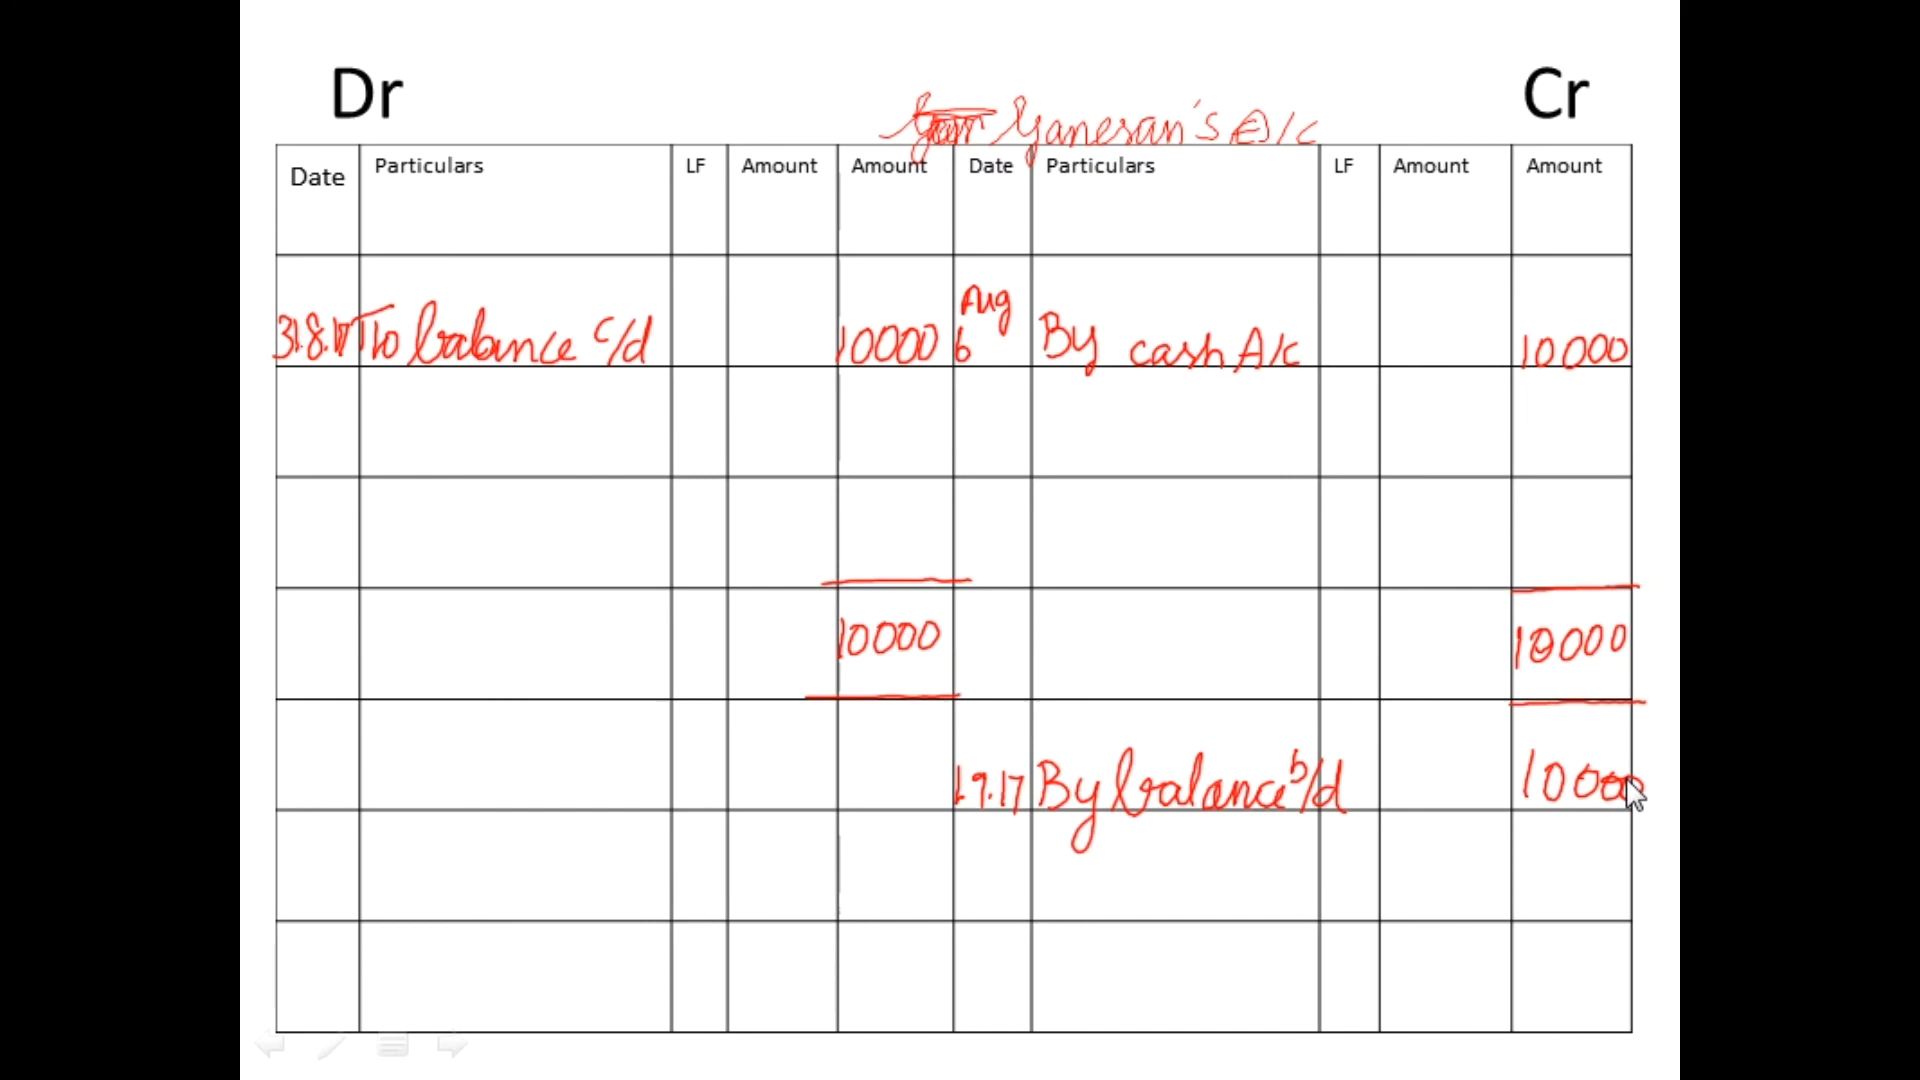 Dr Cr
Ganesan's A/c
Date Particulars LF Amount Amount Date Particulars LF Amount Amount
31.8.17 To balance c/d 10000 Aug 6 By cash A/c 10000
10000 10000
1.9.17 By balance b/d 10000